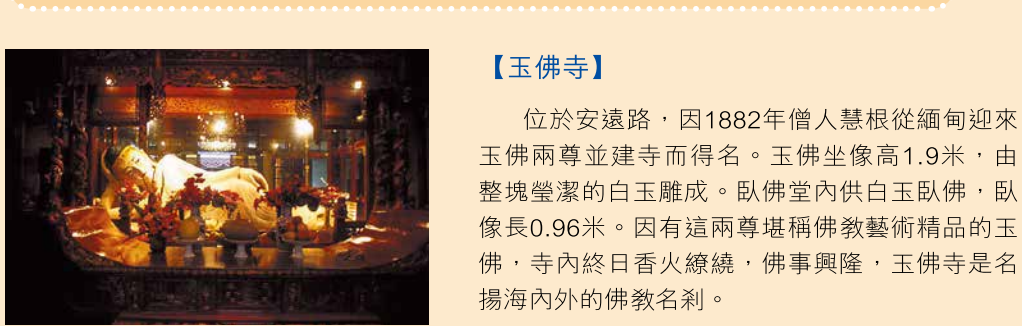 【玉佛寺】
位於安遠路，因1882年僧人慧根從緬甸迎來
玉佛兩尊並建寺而得名。玉佛坐像高1.9米，由
整塊瑩潔的白玉雕成。臥佛堂內供白玉臥佛，臥
像長0.96米。因有這兩尊堪稱佛教藝術精品的玉
佛，寺內終日香火繚繞，佛事興隆，玉佛寺是名
揚海內外的佛教名剎。